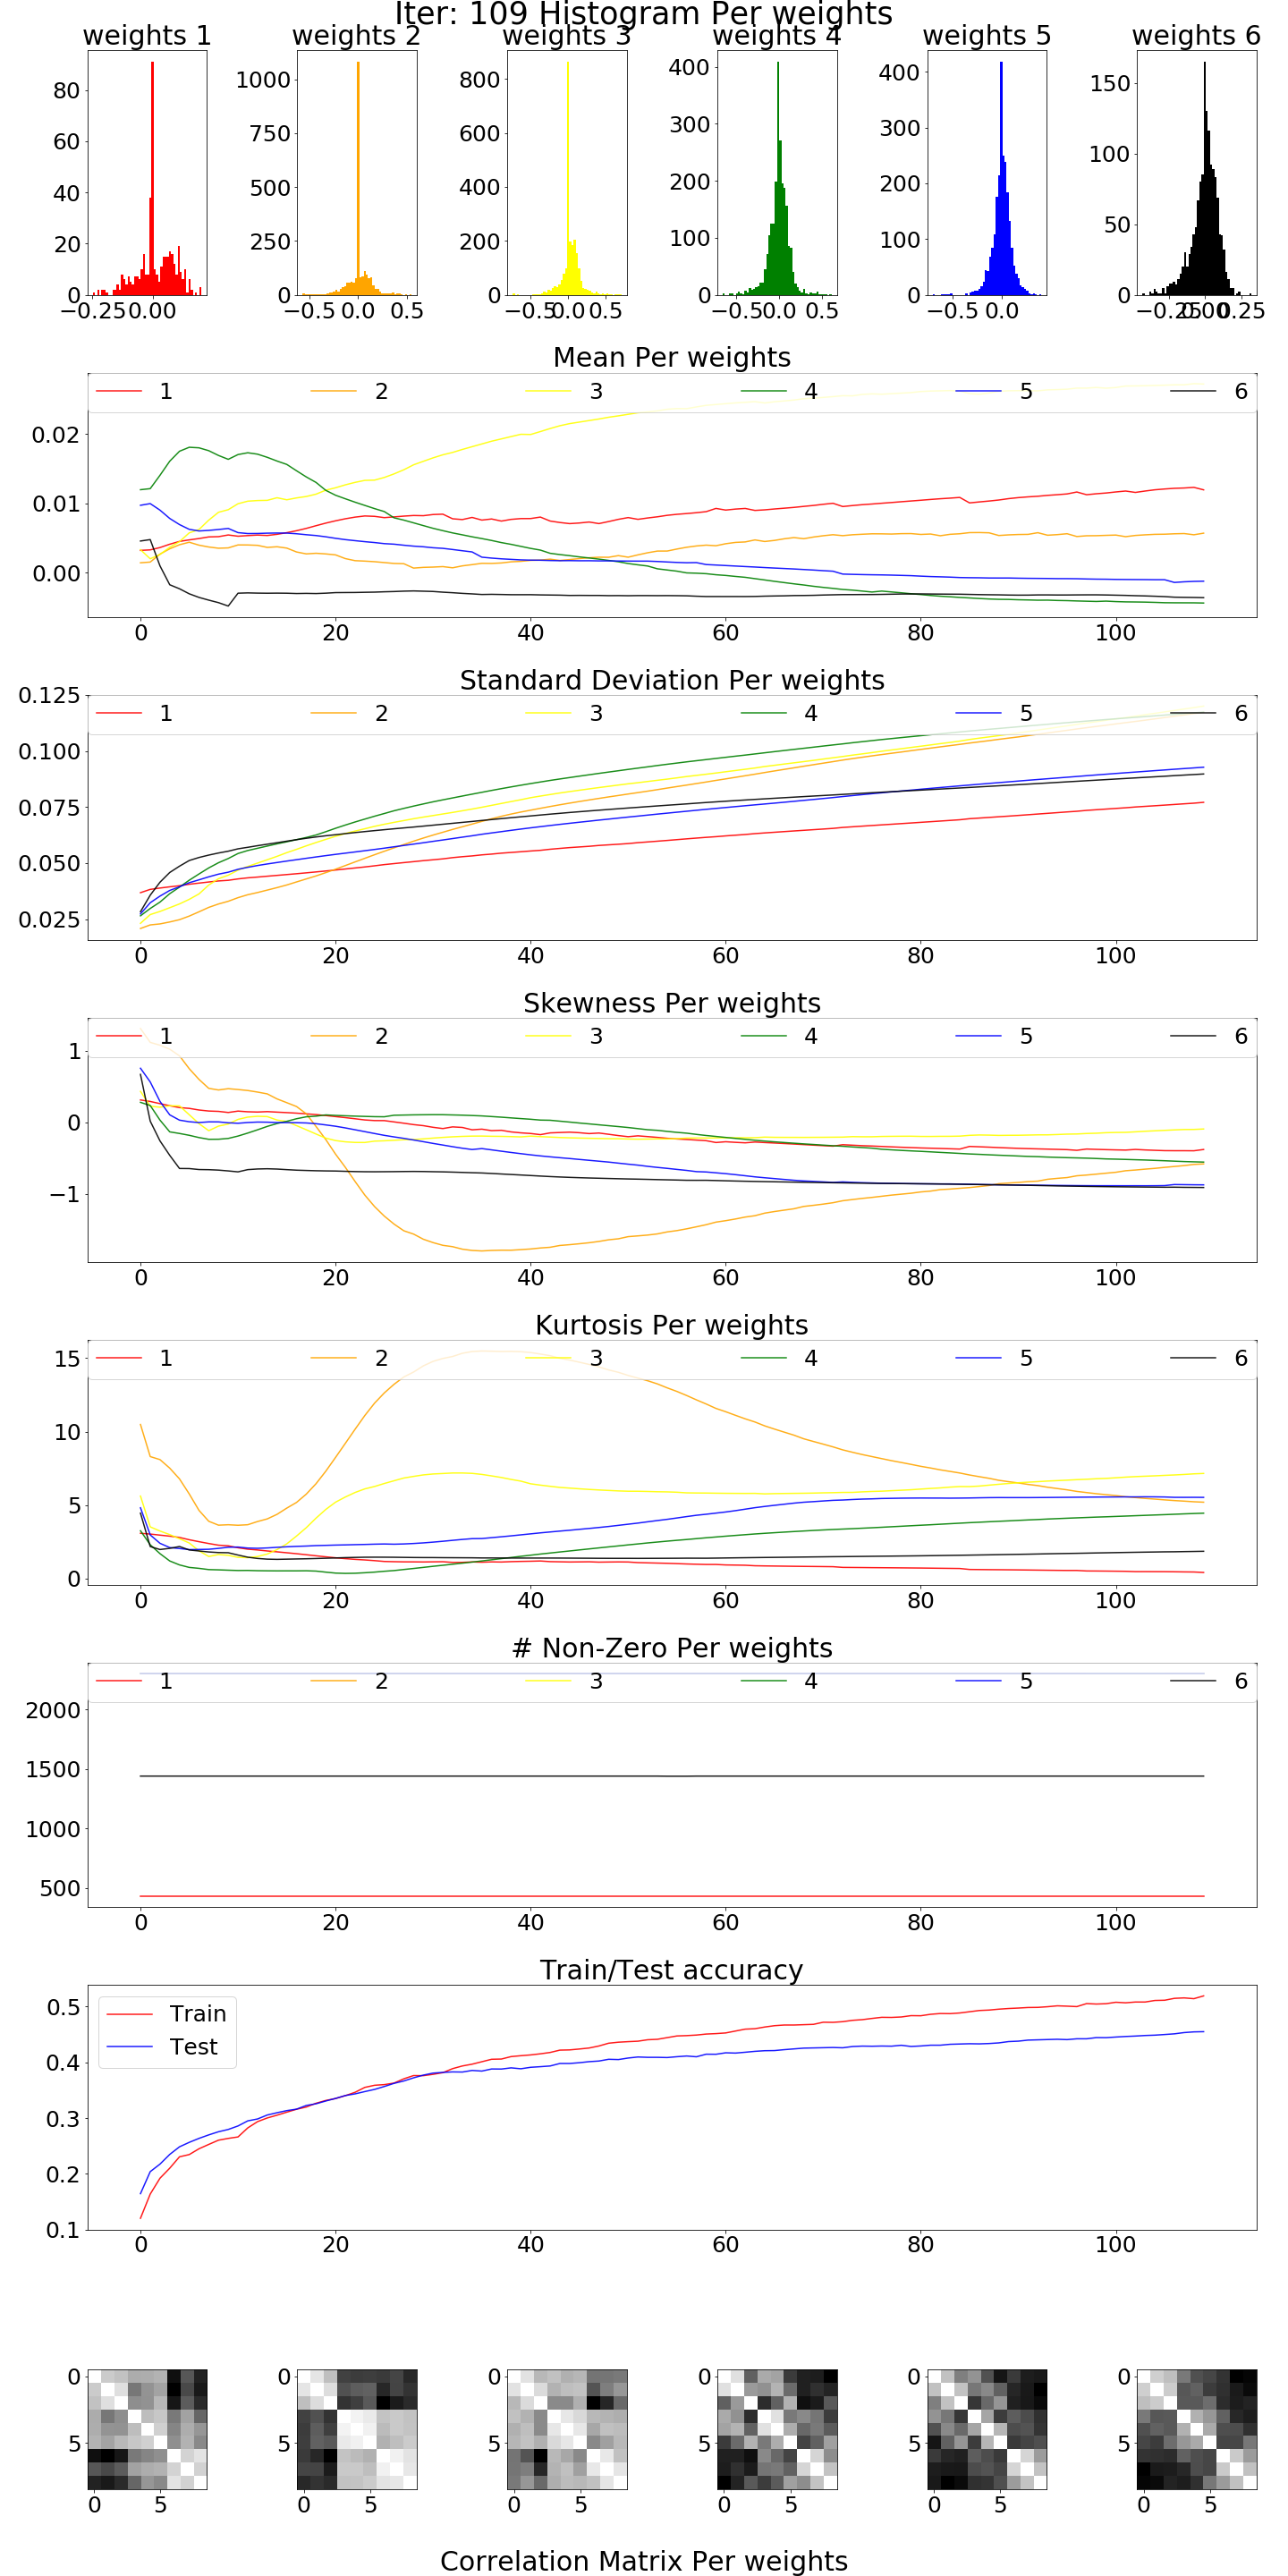 Iter: 109 Histogram Per weights
weights 1 weights 2 weights 3 weights 4 weights 5 weights 6
80 60 40 20 0
1000 750 500 250 0
800 600 400 200 0
400 300 200 100 0
400 300 200 100 0
150 100 50 0
−0.25 0.00 0.0 0.5 −0.5 0.0 0.5 −0.5 0.0 0.5 −0.5 0.0 −0.25 0.00 0.25
Mean Per weights
1 2 3 4 5 6
0.02
0.01
0.00
0 20 40 60 80 100
Standard Deviation Per weights
0.125
1 2 3 4 5 6
0.100
0.075
0.050
0.025
0 20 40 60 80 100
Skewness Per weights
1 1 2 3 4 5 6
0
−1
0 20 40 60 80 100
Kurtosis Per weights
15 1 2 3 4 5 6
10
5
0
0 20 40 60 80 100
# Non-Zero Per weights
1 2 3 4 5 6
2000
1500
1000
500
0 20 40 60 80 100
Train/Test accuracy
0.5 Train
Test
0.4
0.3
0.2
0.1
0 20 40 60 80 100
0 0 0 0 0 0
5 5 5 5 5 5
0 5 0 5 0 5 0 5 0 5 0 5
Correlation Matrix Per weights